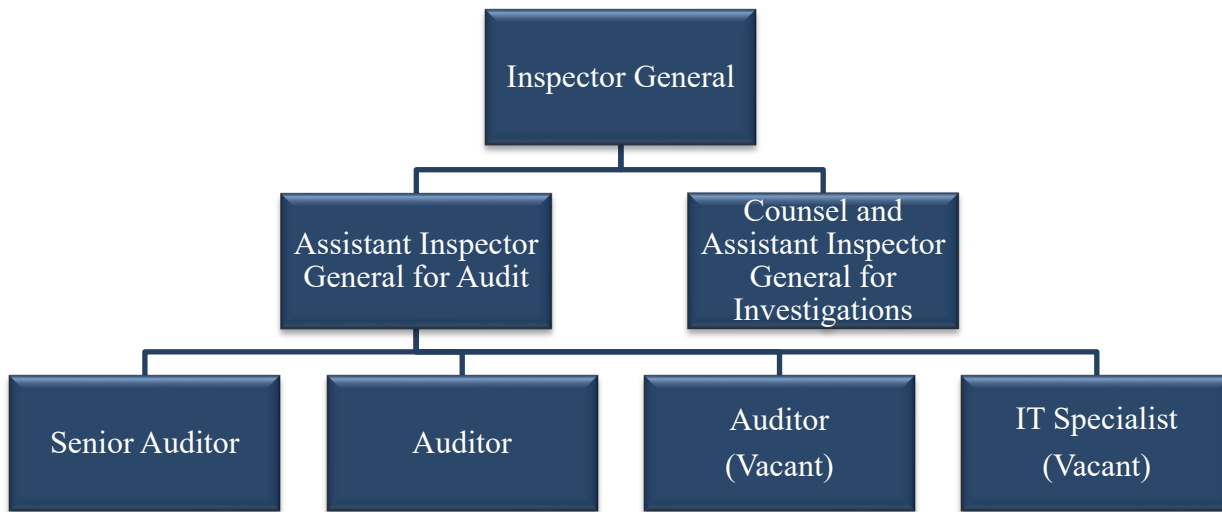 Inspector General
Assistant Inspector
General for Audit
Counsel and
Assistant Inspector
General for
Investigations
Senior Auditor
Auditor
Auditor
(Vacant)
IT Specialist
(Vacant)